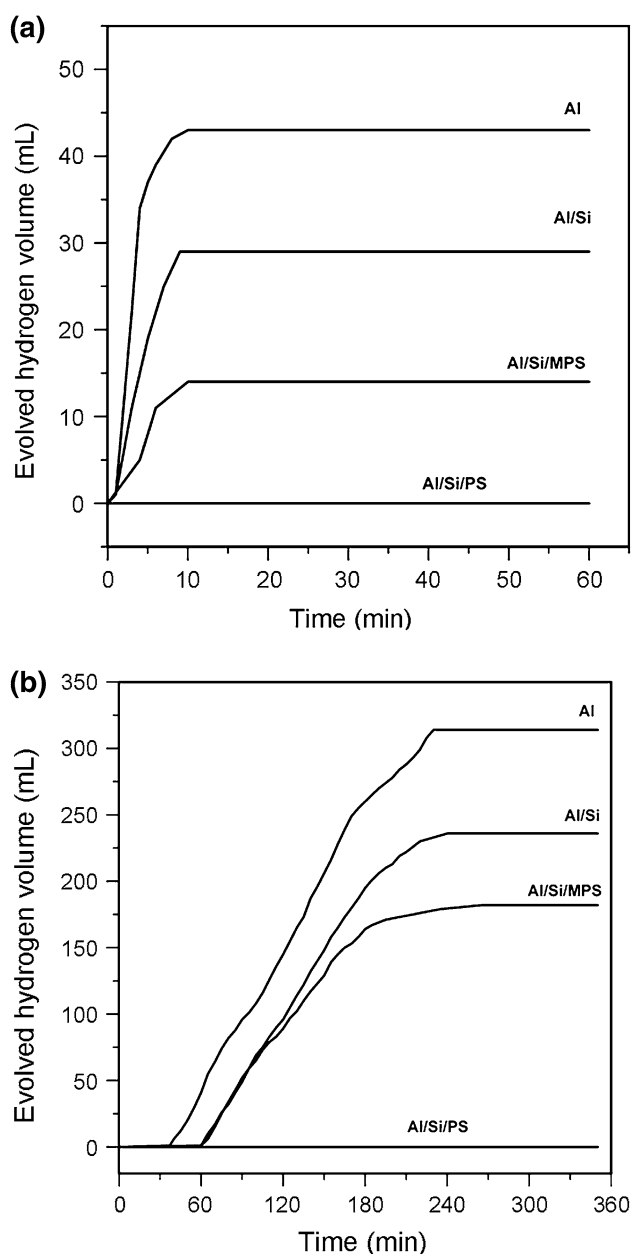 (a)
Evolved hydrogen volume (mL)
50
40
30
20
10
0
Al
Al/Si
Al/Si/MPS
Al/Si/PS
0 10 20 30 40 50 60
Time (min)
(b)
Evolved hydrogen volume (mL)
350
300
250
200
150
100
50
0
Al
Al/Si
Al/Si/MPS
Al/Si/PS
0 60 120 180 240 300 360
Time (min)